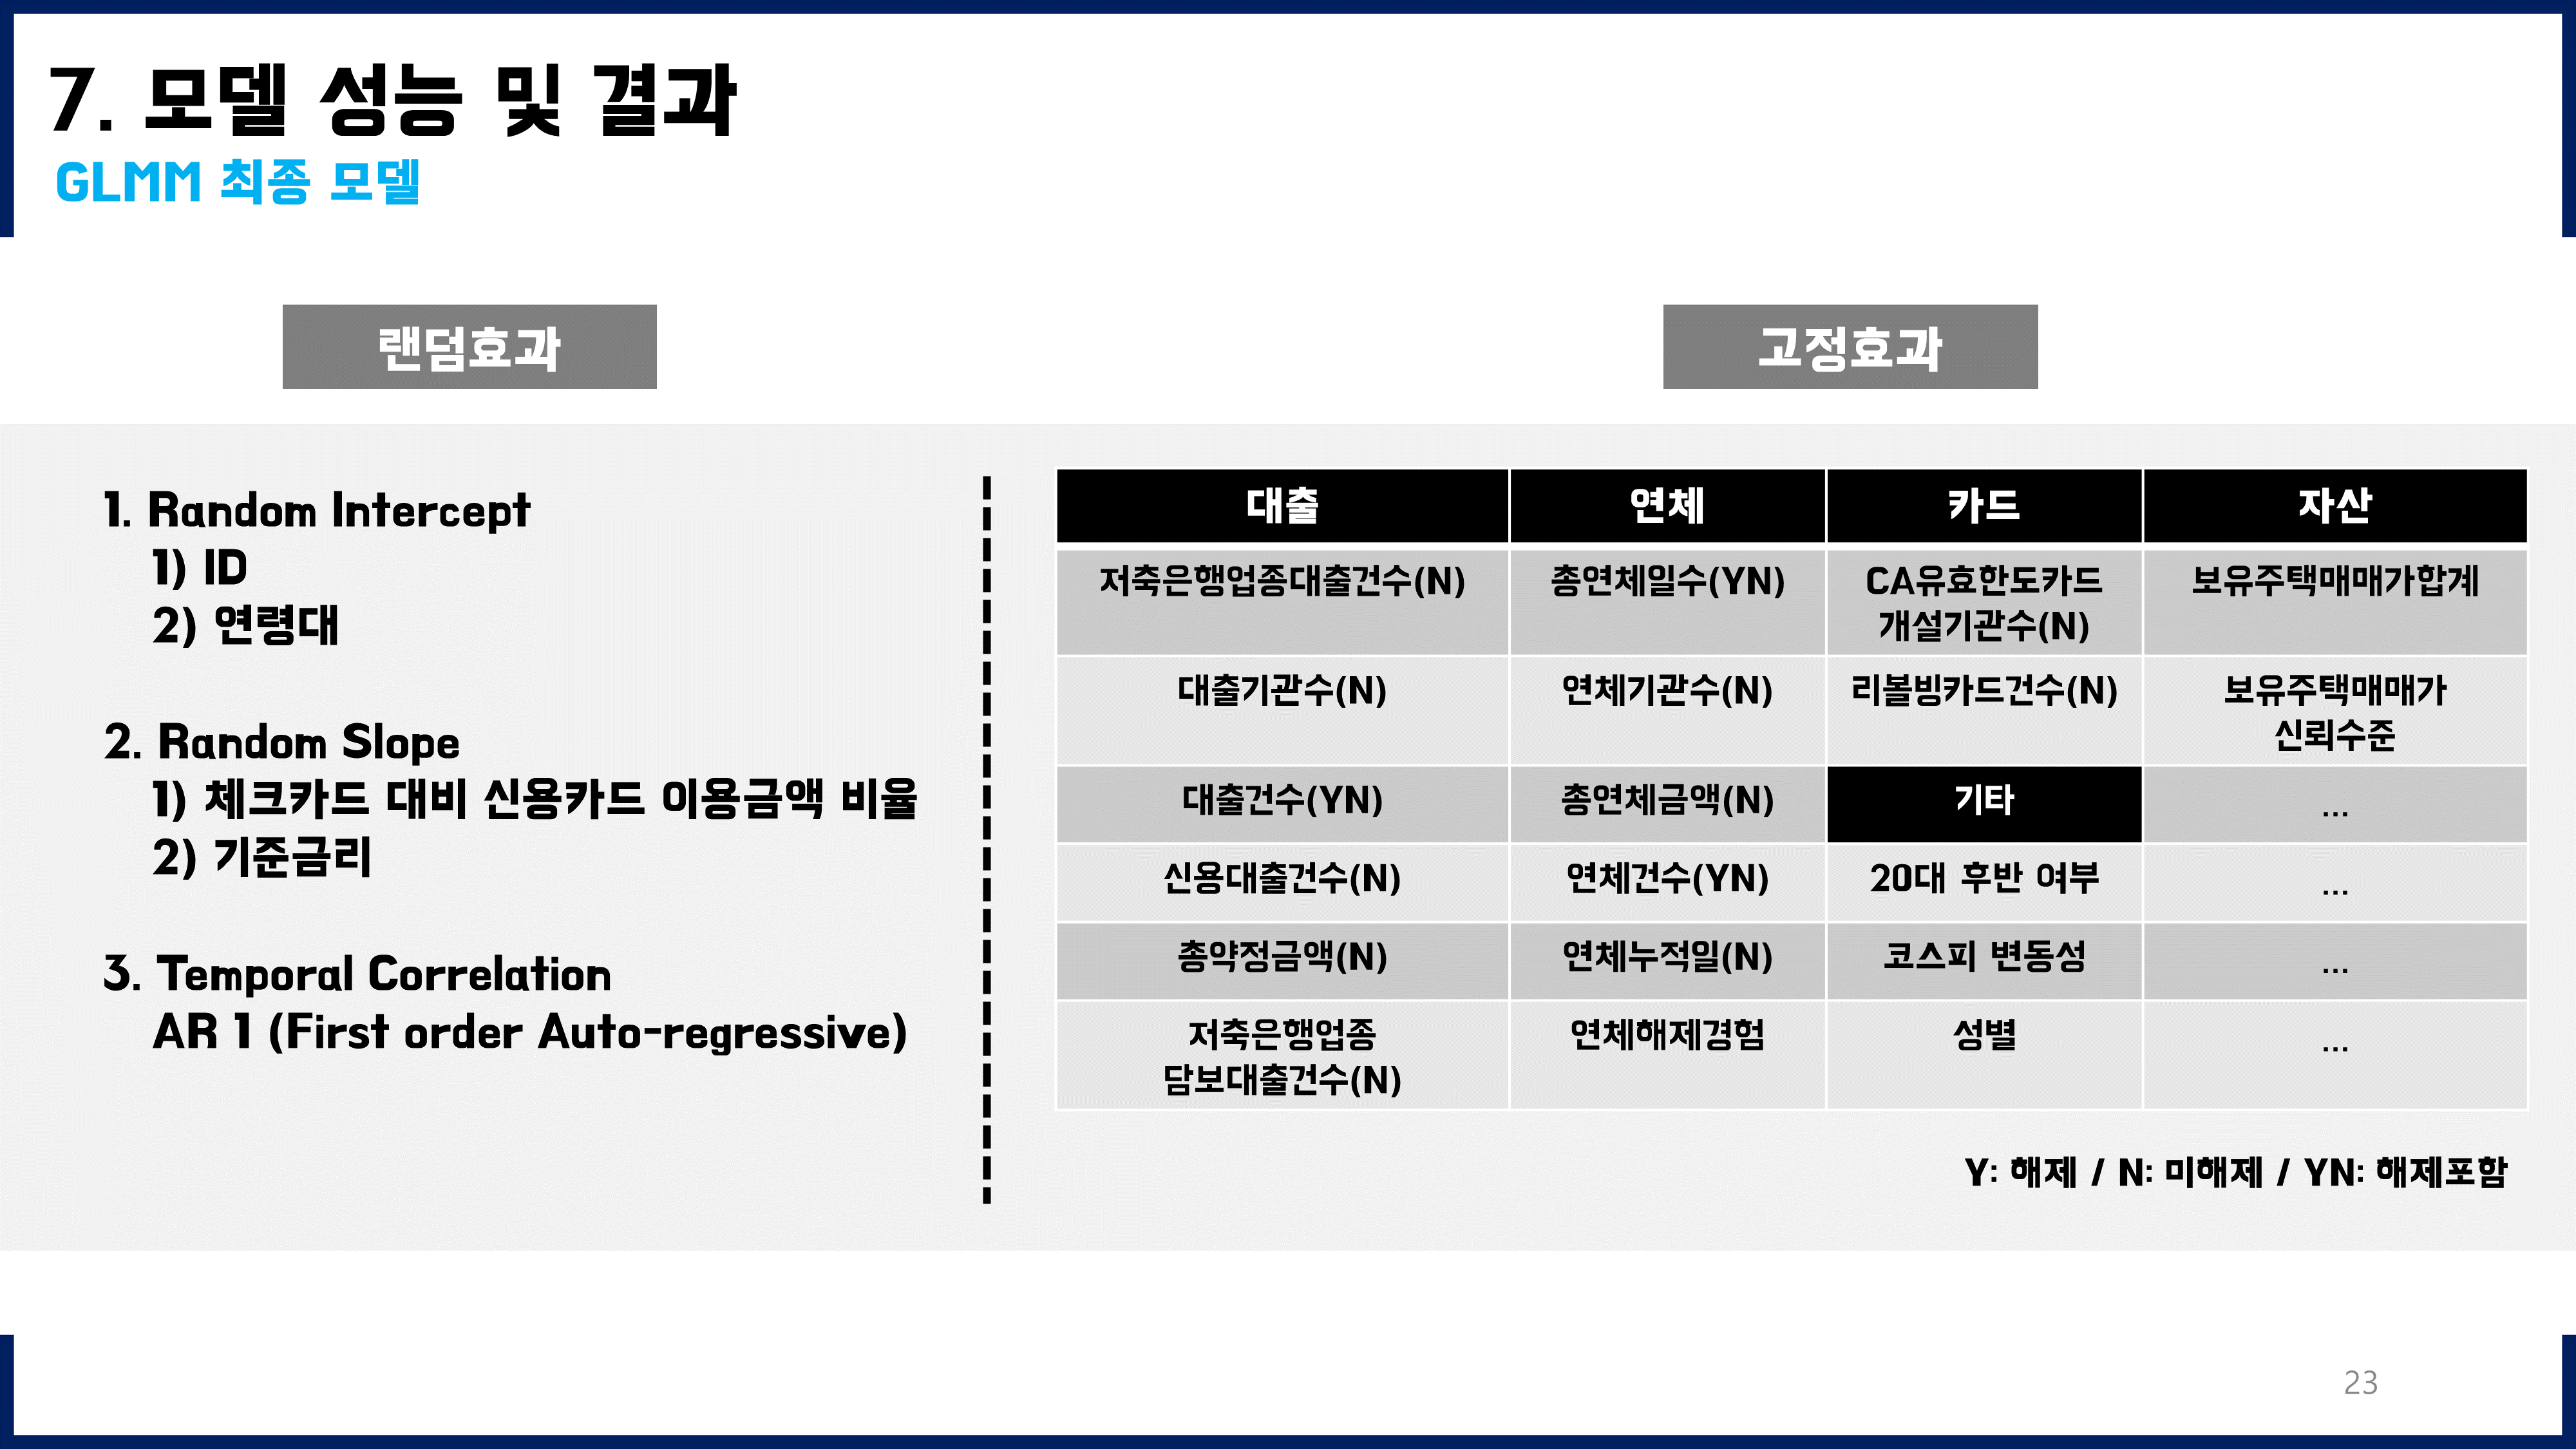 7. 모델 성능 및 결과
GLMM 최종 모델
랜덤효과
1. Random Intercept
1) ID
2) 연령대
2. Random Slope
1) 체크카드 대비 신용카드 이용금액 비율
2) 기준금리
3. Temporal Correlation
AR 1 (First order Auto-regressive)
고정효과
대출 연체 카드 자산
저축은행업종대출건수(N) 총연체일수(YN) CA유효한도카드 보유주택매매가합계
개설기관수(N)
대출기관수(N) 연체기관수(N) 리볼빙카드건수(N) 보유주택매매가
신뢰수준
대출건수(YN) 총연체금액(N) 기타 ...
신용대출건수(N) 연체건수(YN) 20대 후반 여부 ...
총약정금액(N) 연체누적일(N) 코스피 변동성 ...
저축은행업종 연체해제경험 성별 ...
담보대출건수(N)
Y: 해제 / N: 미해제 / YN: 해제포함
23